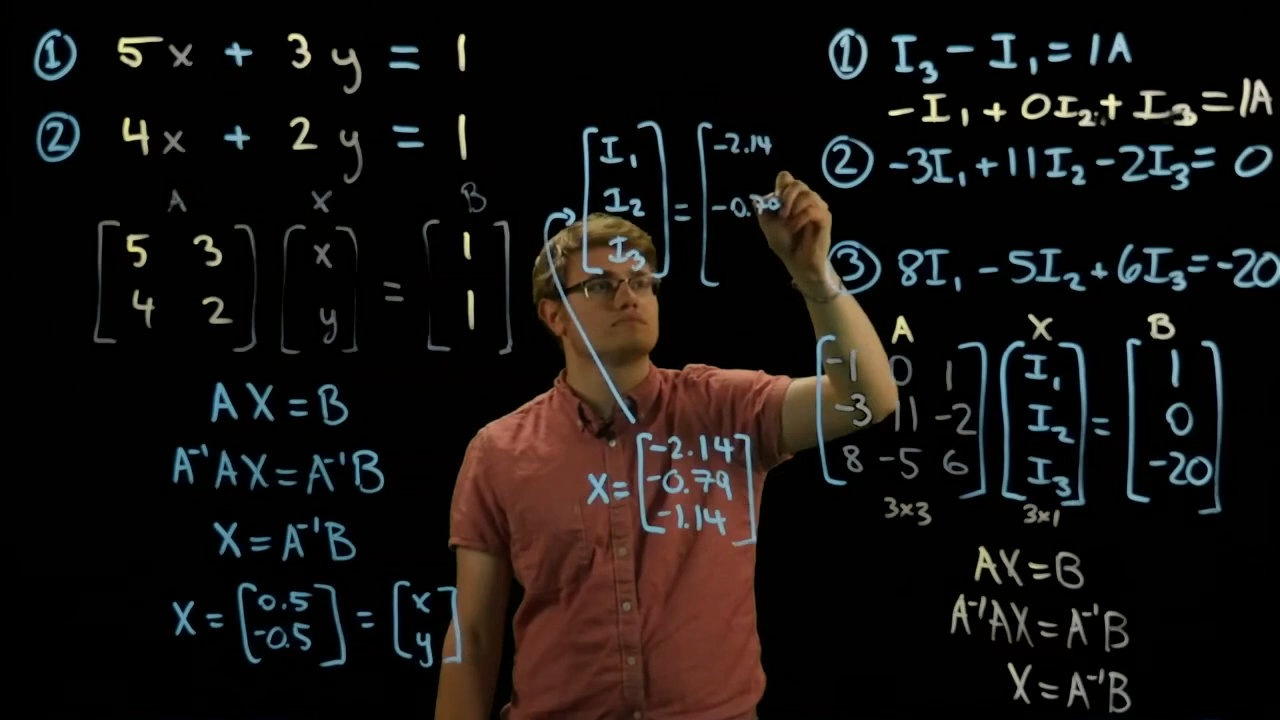 ① 5x + 3y = 1
② 4x + 2y = 1
A X B
[5 3; 4 2] [x; y] = [1; 1]
AX = B
A⁻¹AX = A⁻¹B
X = A⁻¹B
X = [0.5; -0.5] = [x; y]
[I₁; I₂; I₃] = [-2.14; -0.79
X = [-2.14; -0.79; -1.14]
① I₃ - I₁ = 1A
-I₁ + 0I₂ + I₃ = 1A
② -3I₁ + 11I₂ - 2I₃ = 0
③ 8I₁ - 5I₂ + 6I₃ = -20
A X B
[-1 0 1; -3 11 -2; 8 -5 6] [I₁; I₂; I₃] = [1; 0; -20]
3x3 3x1
AX = B
A⁻¹AX = A⁻¹B
X = A⁻¹B